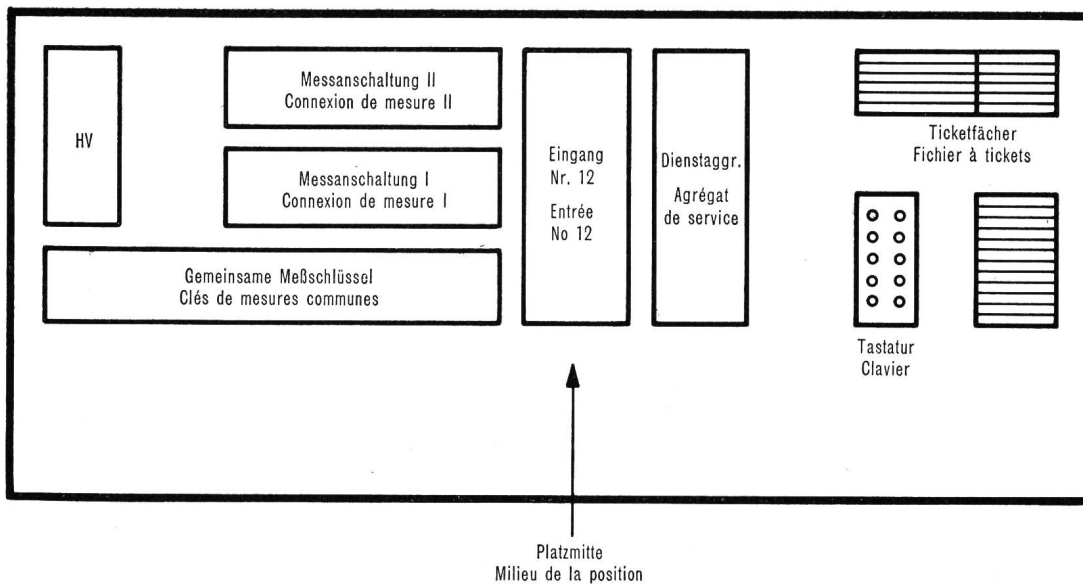 HV
Messanschaltung II
Connexion de mesure II
Messanschaltung I
Connexion de mesure I
Gemeinsame Meßschlüssel
Clés de mesures communes
Eingang
Nr. 12
Entrée
No 12
Dienstaggr.
Agrégat
de service
Ticketfächer
Fichier à tickets
Tastatur
Clavier
Platzmitte
Milieu de la position